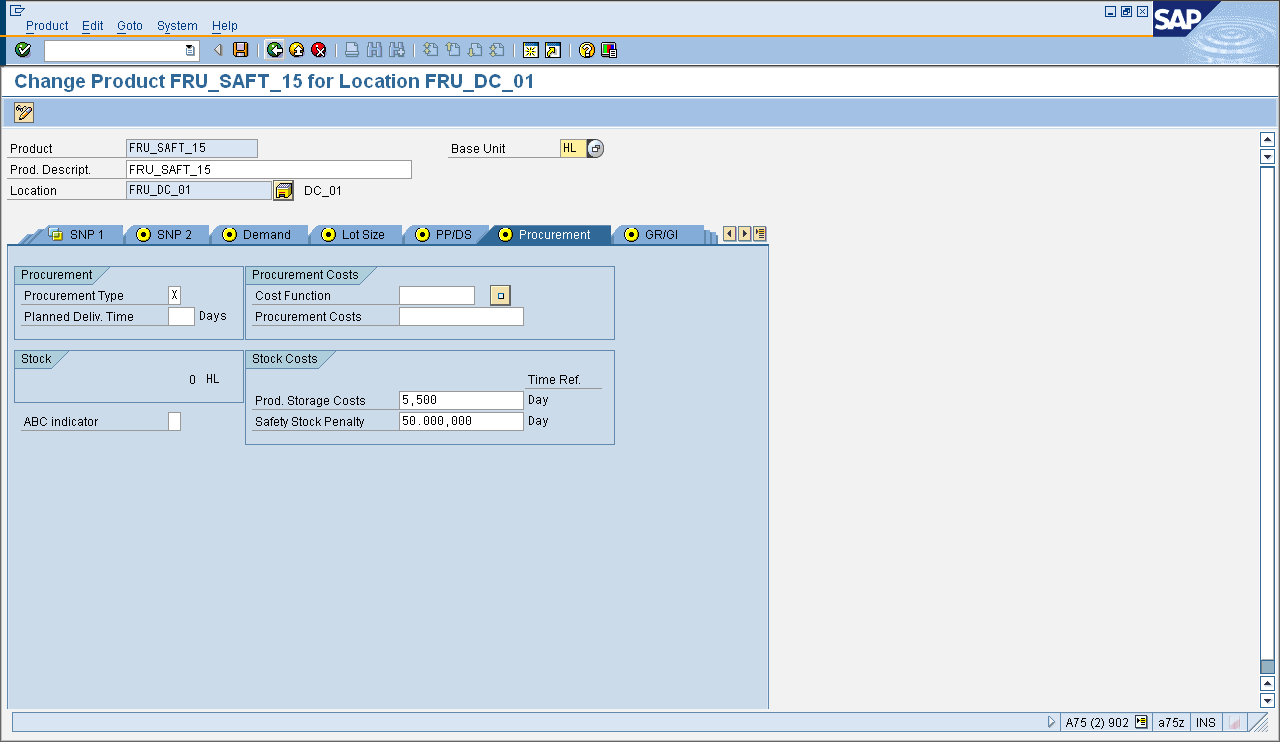 Product Edit Goto System Help
SAP
Change Product FRU_SAFT_15 for Location FRU_DC_01
Product FRU_SAFT_15 Base Unit HL
Prod. Descript. FRU_SAFT_15
Location FRU_DC_01 DC_01
SNP 1 SNP 2 Demand Lot Size PP/DS Procurement GR/GI
Procurement Procurement Costs
Procurement Type X Cost Function
Planned Deliv. Time Days Procurement Costs
Stock Stock Costs
0 HL Time Ref.
Prod. Storage Costs 5,500 Day
ABC indicator Safety Stock Penalty 50.000,000 Day
A75 (2) 902 a75z INS